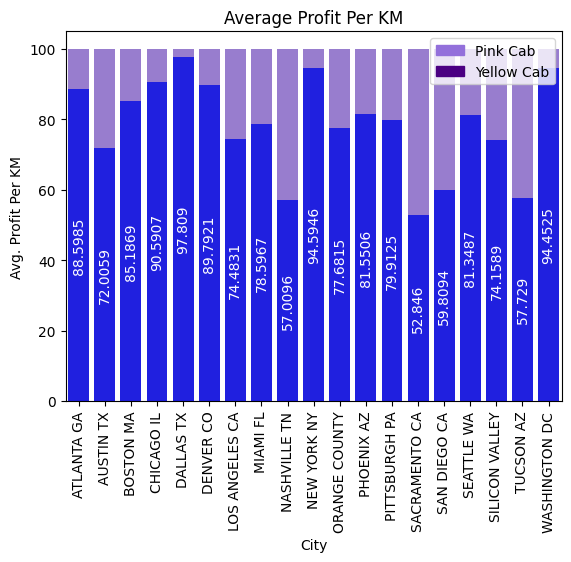 Average Profit Per KM
Pink Cab
Yellow Cab
Avg. Profit Per KM
100
80
60
40
20
0
88.5985
72.0059
85.1869
90.5907
97.809
89.7921
74.4831
78.5967
57.0096
94.5946
77.6815
81.5506
79.9125
52.846
59.8094
81.3487
74.1589
57.729
94.4525
ATLANTA GA
AUSTIN TX
BOSTON MA
CHICAGO IL
DALLAS TX
DENVER CO
LOS ANGELES CA
MIAMI FL
NASHVILLE TN
NEW YORK NY
ORANGE COUNTY
PHOENIX AZ
PITTSBURGH PA
SACRAMENTO CA
SAN DIEGO CA
SEATTLE WA
SILICON VALLEY
TUCSON AZ
WASHINGTON DC
City